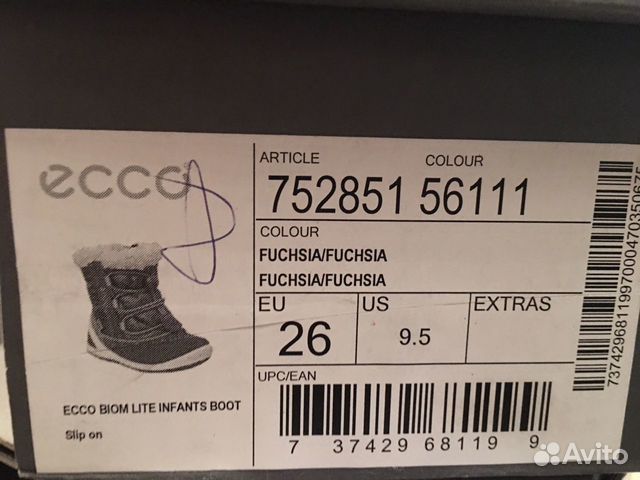 ecco
ARTICLE COLOUR
752851 56111
COLOUR
FUCHSIA/FUCHSIA
FUCHSIA/FUCHSIA
EU US EXTRAS
26 9.5
UPC/EAN
7 37429 68119 9
ECCO BIOM LITE INFANTS BOOT
Slip on
7374296811997000470350675
Avito